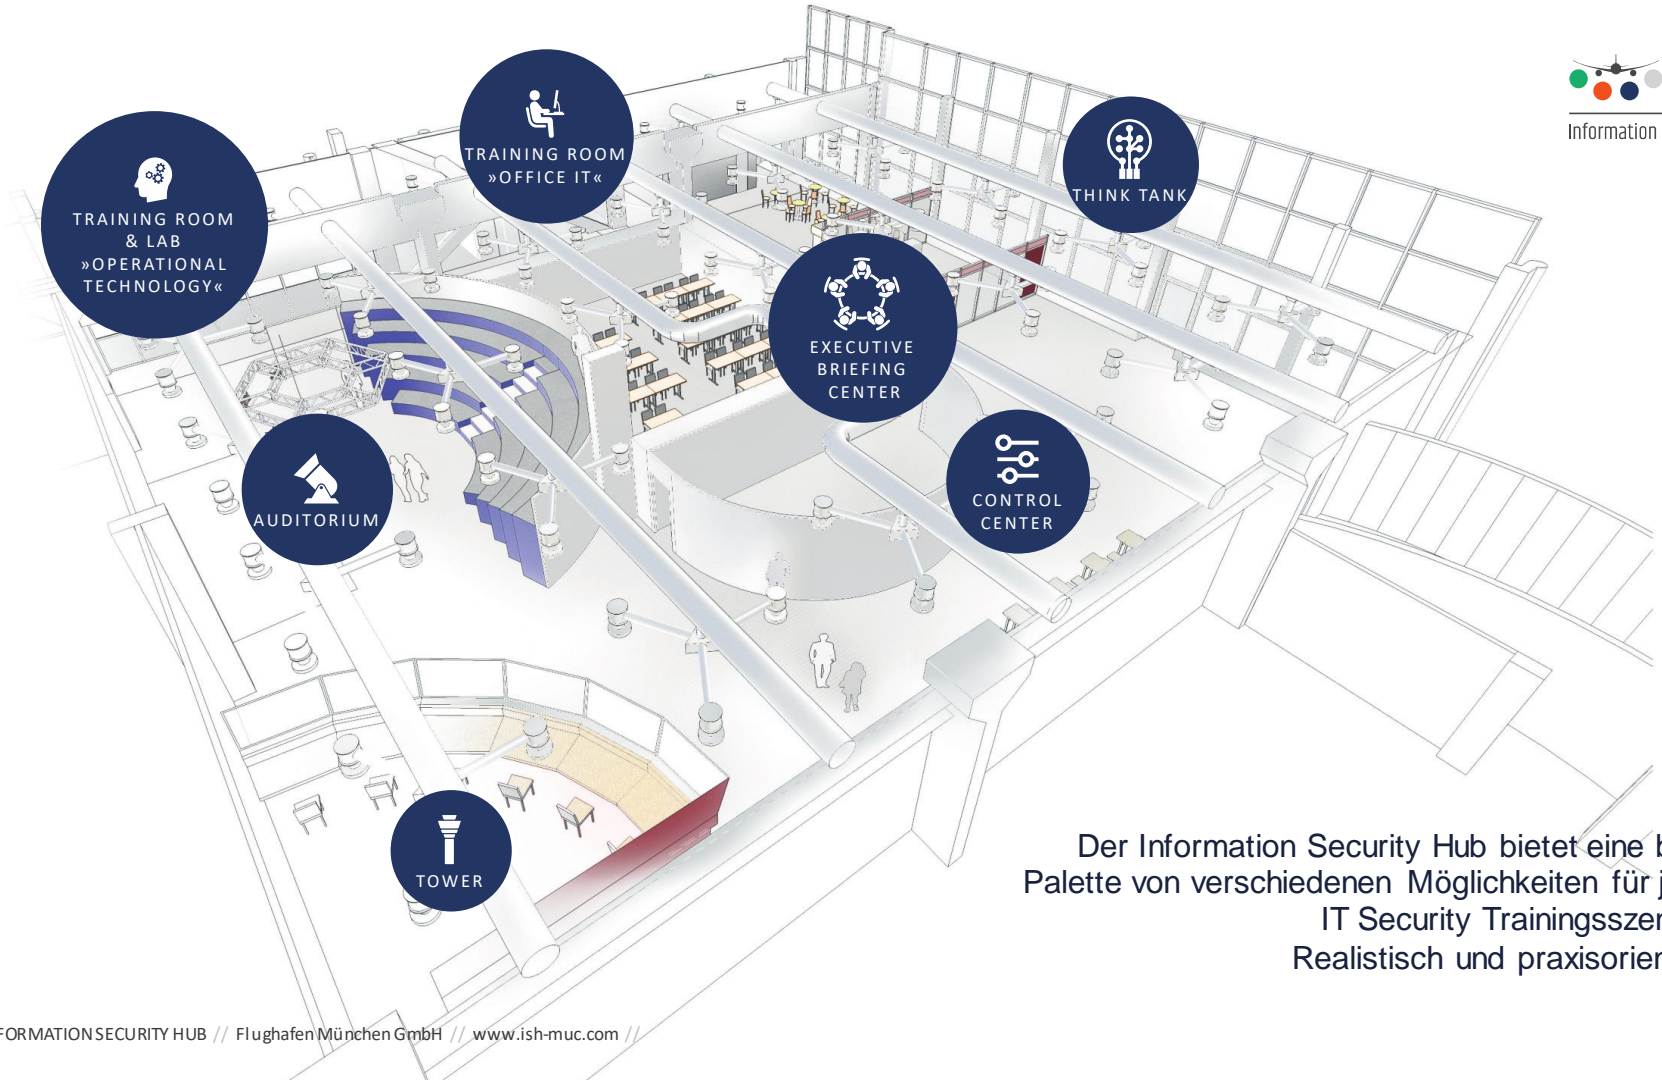 TRAINING ROOM
»OFFICE IT«
THINK TANK
Information
TRAINING ROOM
& LAB
»OPERATIONAL
TECHNOLOGY«
EXECUTIVE
BRIEFING
CENTER
CONTROL
CENTER
AUDITORIUM
TOWER
Der Information Security Hub bietet eine
Palette von verschiedenen Möglichkeiten für
IT Security
Realistisch und
FORMATION SECURITY HUB // Flughafen München GmbH // www.ish-muc.com //